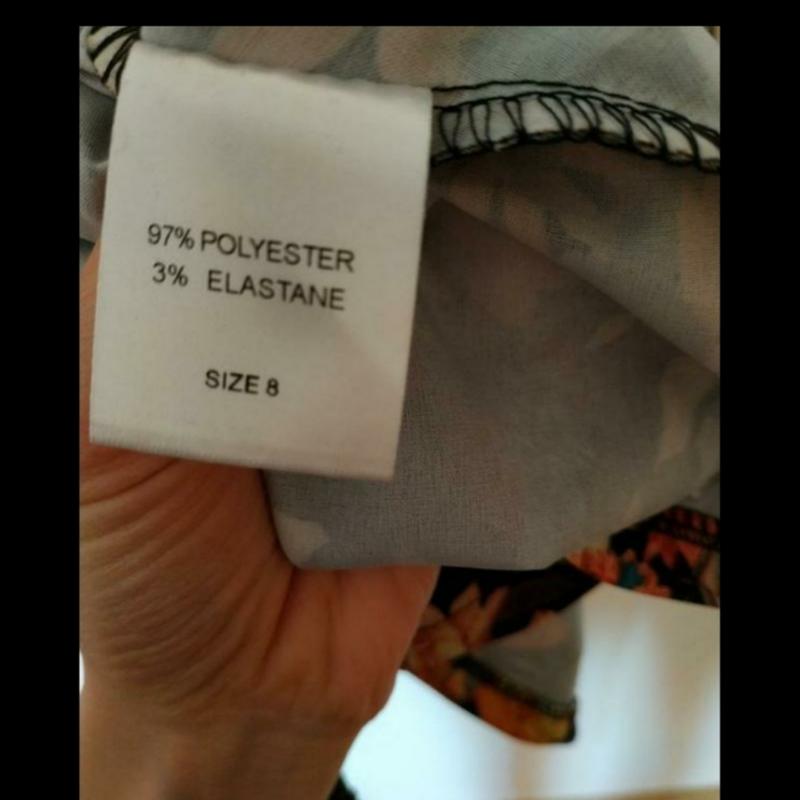 97% POLYESTER
3% ELASTANE
SIZE 8